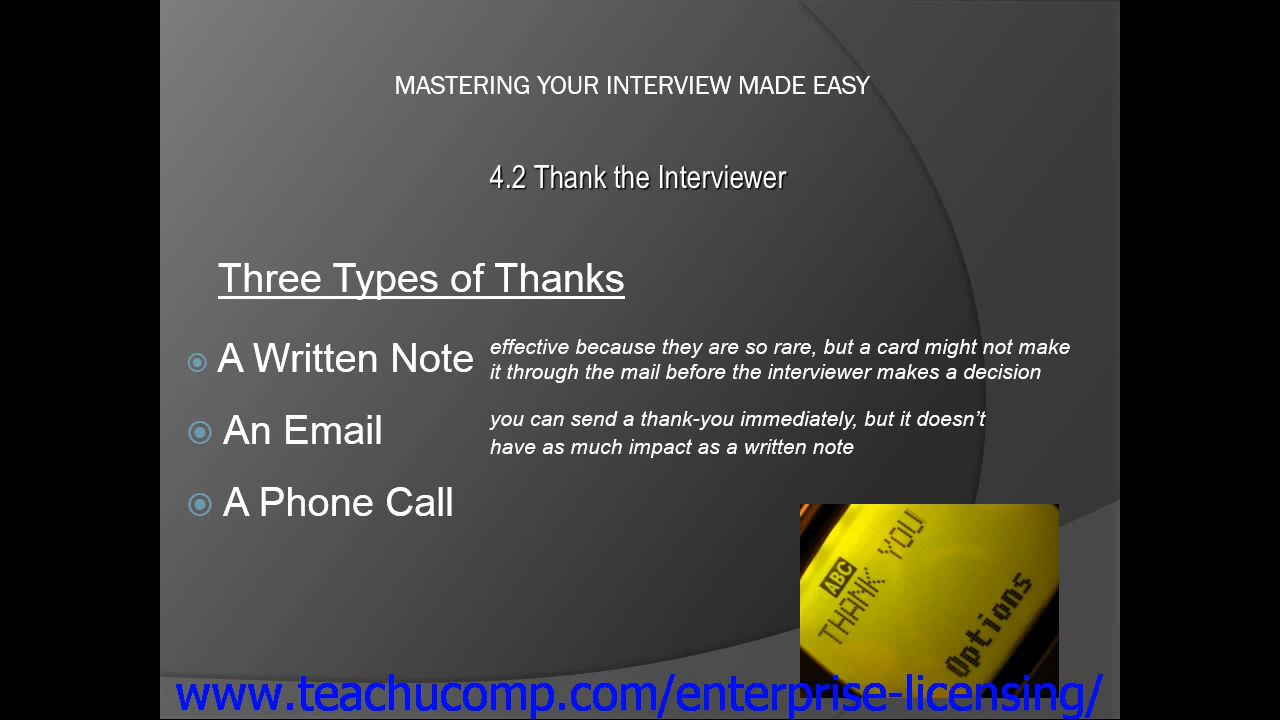 MASTERING YOUR INTERVIEW MADE EASY
4.2 Thank the Interviewer
Three Types of Thanks
A Written Note
effective because they are so rare, but a card might not make
it through the mail before the interviewer makes a decision
An Email
you can send a thank-you immediately, but it doesn’t
have as much impact as a written note
A Phone Call
ABC
THANK YOU
Options
www.teachucomp.com/enterprise-licensing/